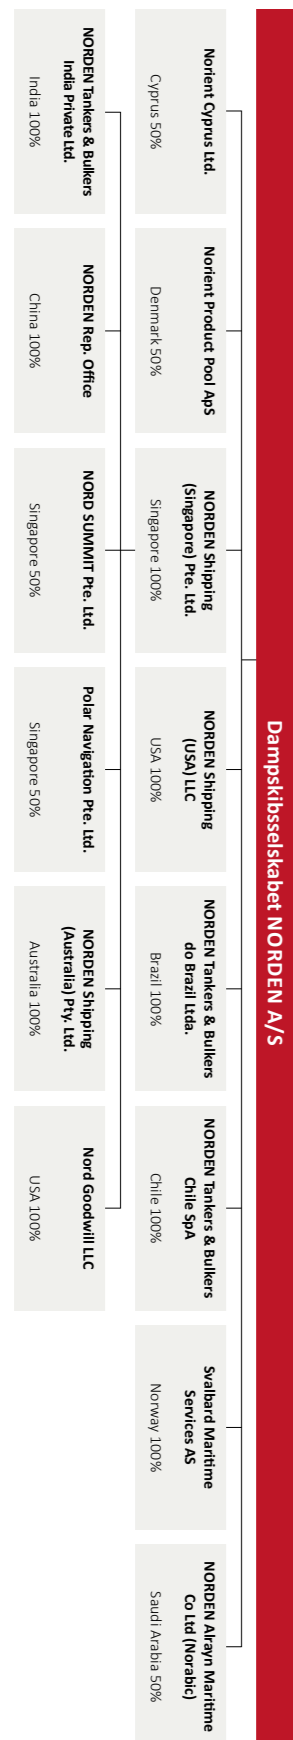 Dampskibsselskabet NORDEN A/S
Norient Cyprus Ltd.
Cyprus 50%
Norient Product Pool ApS
Denmark 50%
NORDEN Shipping
(Singapore) Pte. Ltd.
Singapore 100%
NORDEN Shipping
(USA) LLC
USA 100%
NORDEN Tankers & Bulkers
do Brazil Ltda.
Brazil 100%
NORDEN Tankers & Bulkers
Chile SpA
Chile 100%
Svalbard Maritime
Services AS
Norway 100%
NORDEN Alrayn Maritime
Co Ltd (Norabic)
Saudi Arabia 50%
NORDEN Tankers & Bulkers
India Private Ltd.
India 100%
NORDEN Rep. Office
China 100%
NORD SUMMIT Pte. Ltd.
Singapore 50%
Polar Navigation Pte. Ltd.
Singapore 50%
NORDEN Shipping
(Australia) Pty. Ltd.
Australia 100%
Nord Goodwill LLC
USA 100%